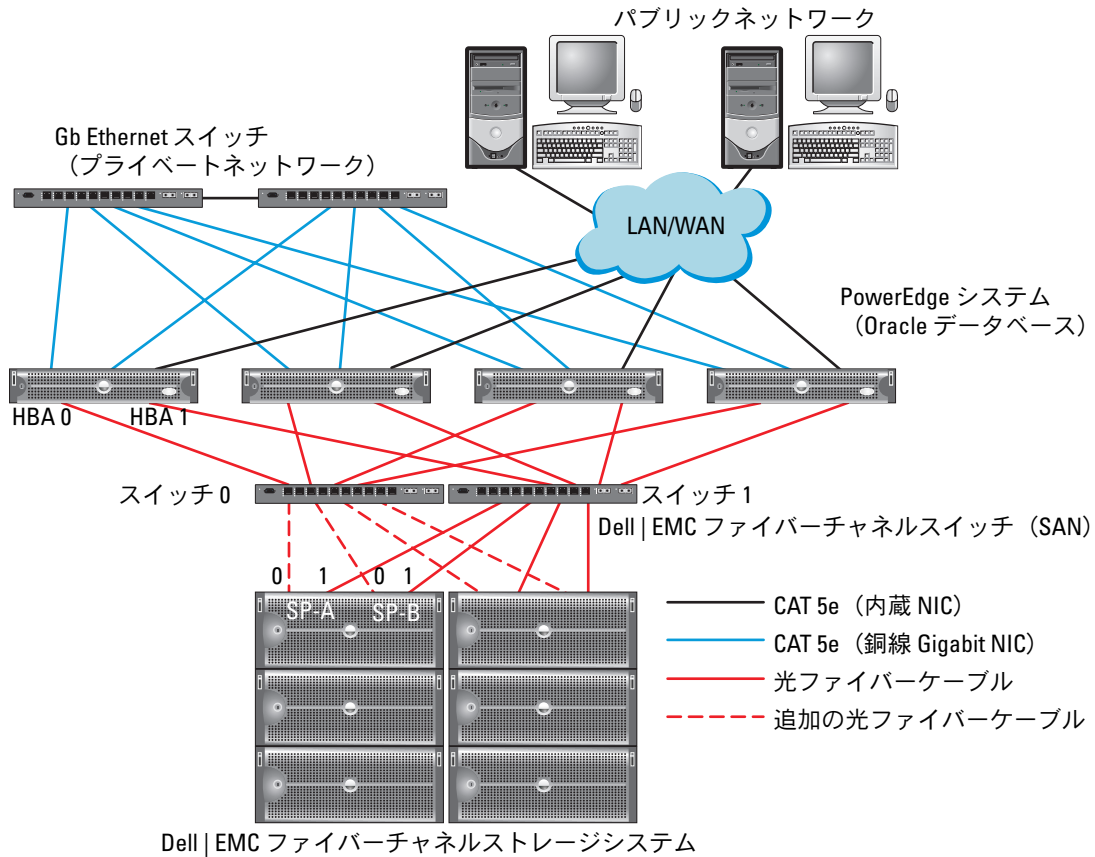 パブリックネットワーク
Gb Ethernet スイッチ
（プライベートネットワーク）
LAN/WAN
PowerEdge システム
（Oracle データベース）
HBA 0
HBA 1
スイッチ 0
スイッチ 1
Dell | EMC ファイバーチャネルスイッチ（SAN）
0 1 0 1
SP-A SP-B
CAT 5e（内蔵 NIC）
CAT 5e（銅線 Gigabit NIC）
光ファイバーケーブル
追加の光ファイバーケーブル
Dell | EMC ファイバーチャネルストレージシステム